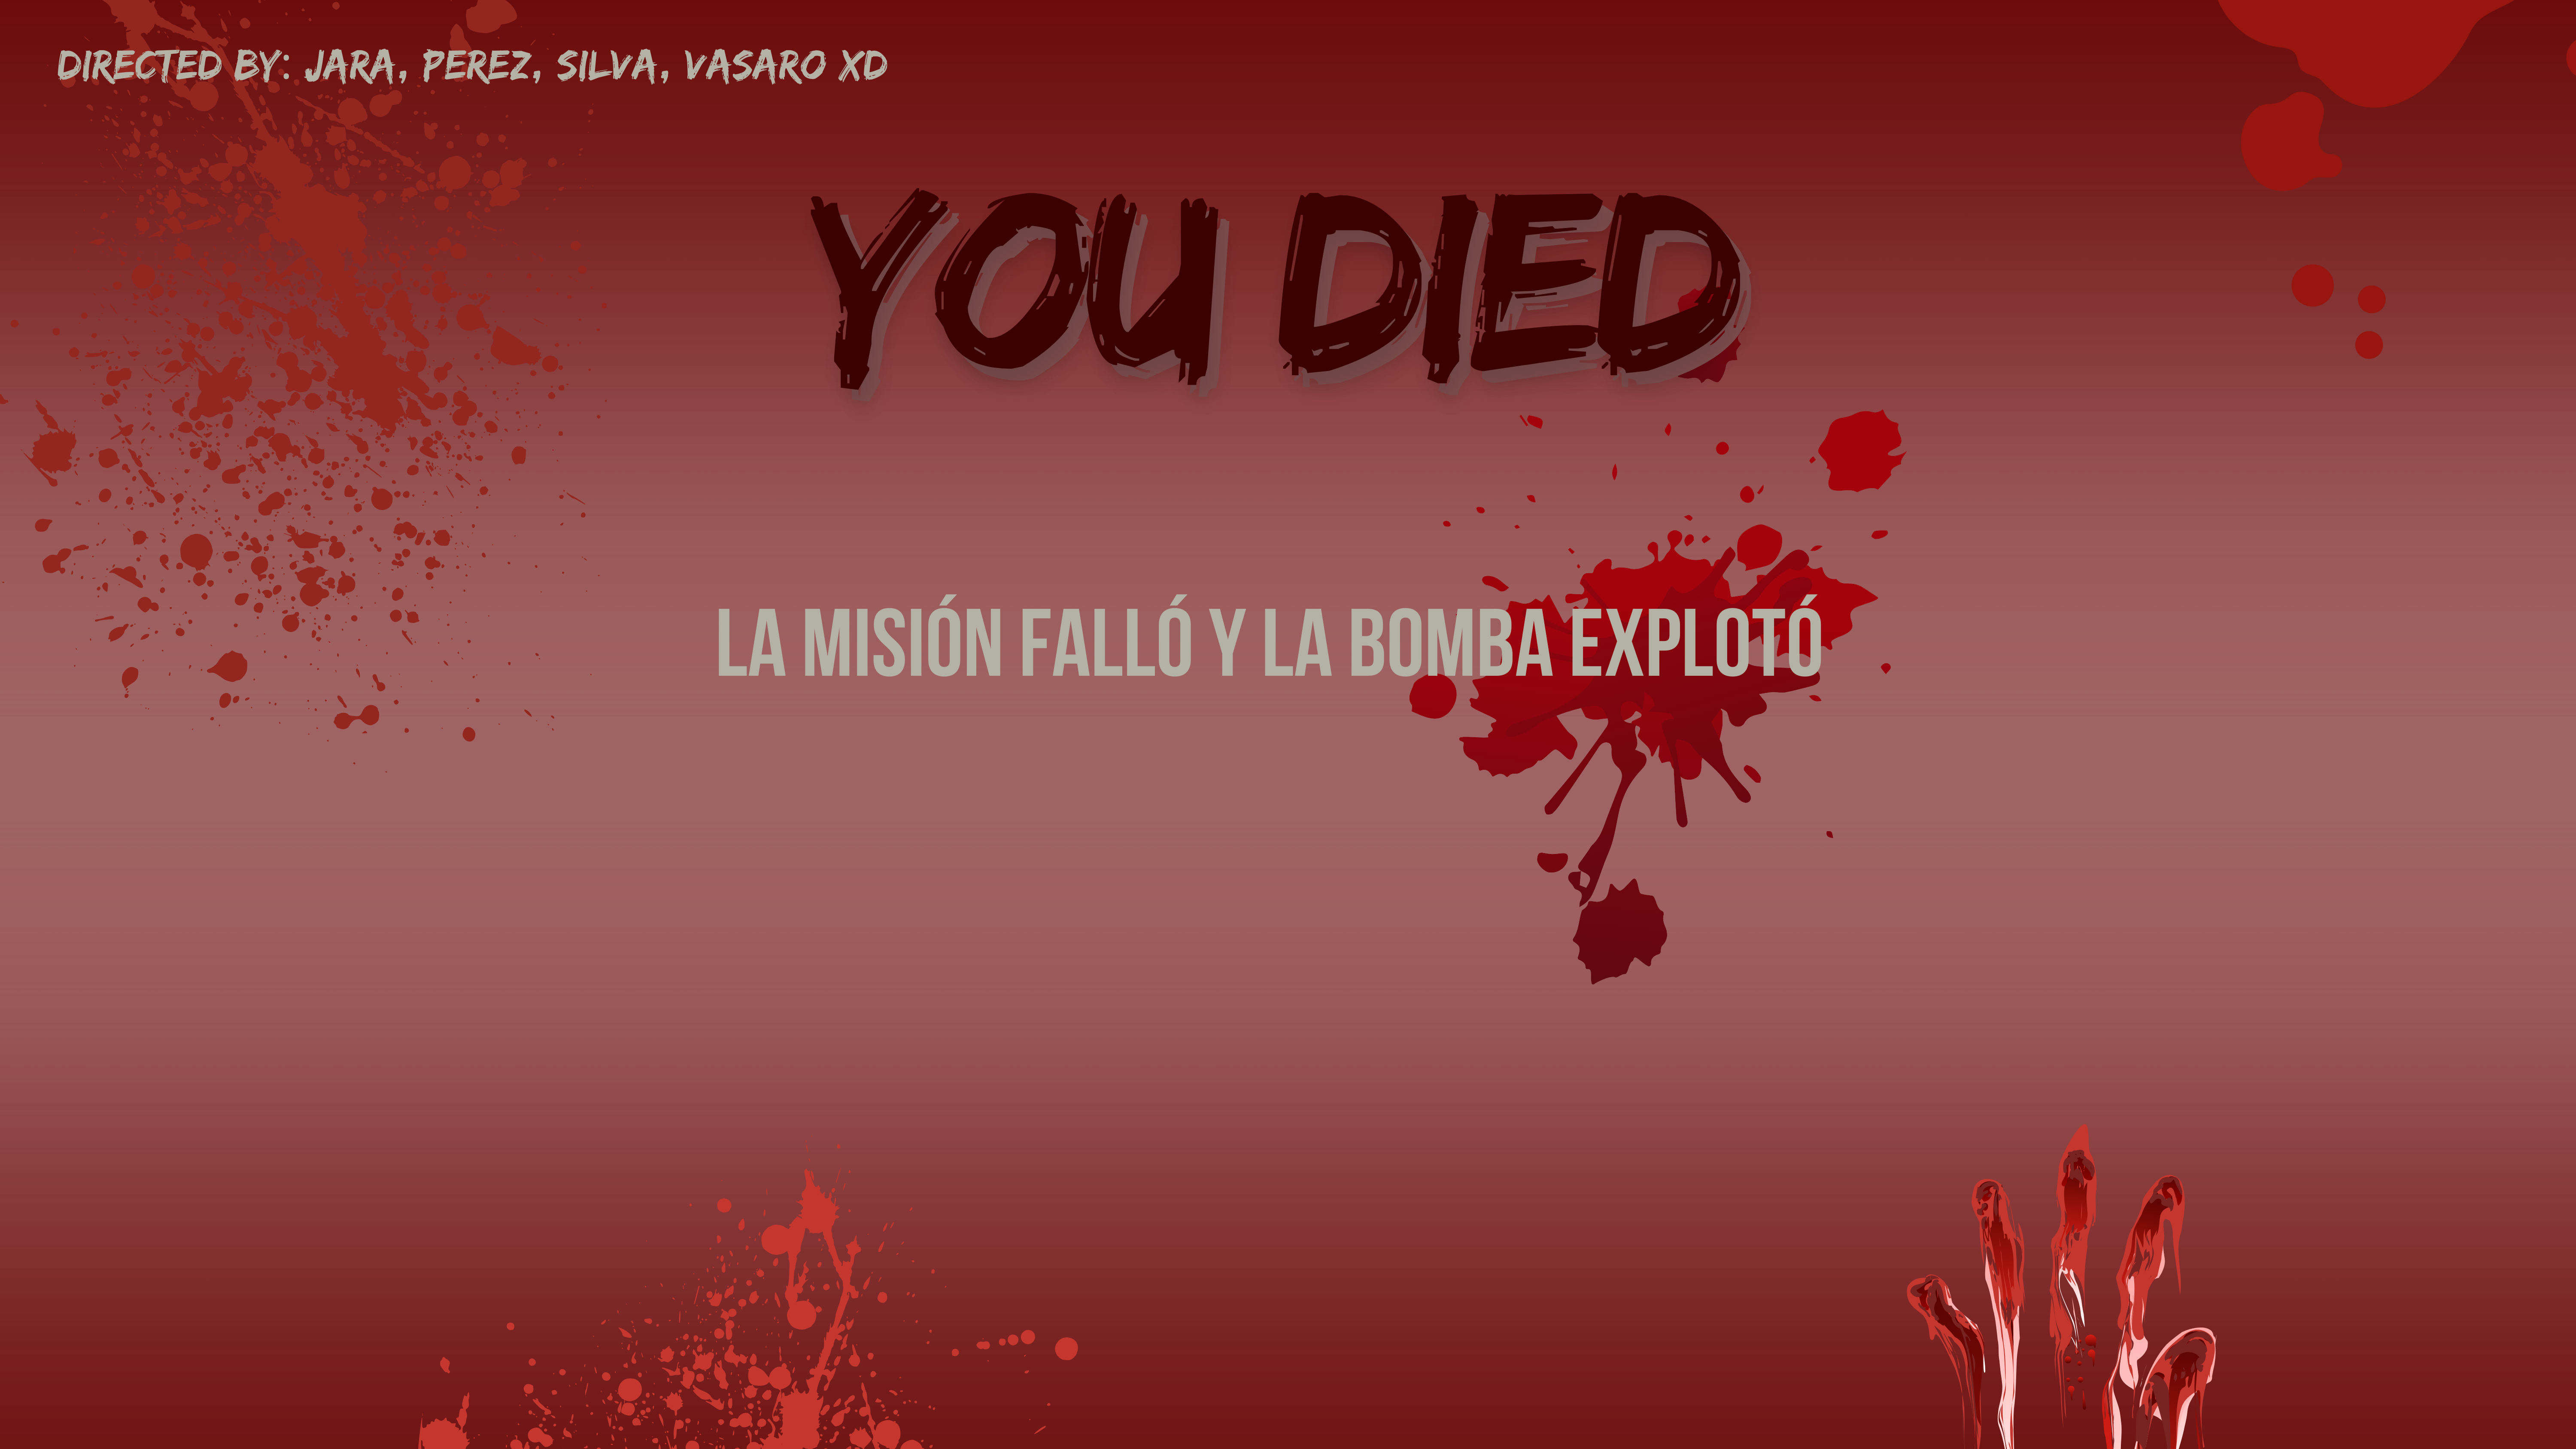 DIRECTED BY: JARA, PEREZ, SILVA, VASARO XD
YOU DIED
LA MISIÓN FALLÓ Y LA BOMBA EXPLOTÓ